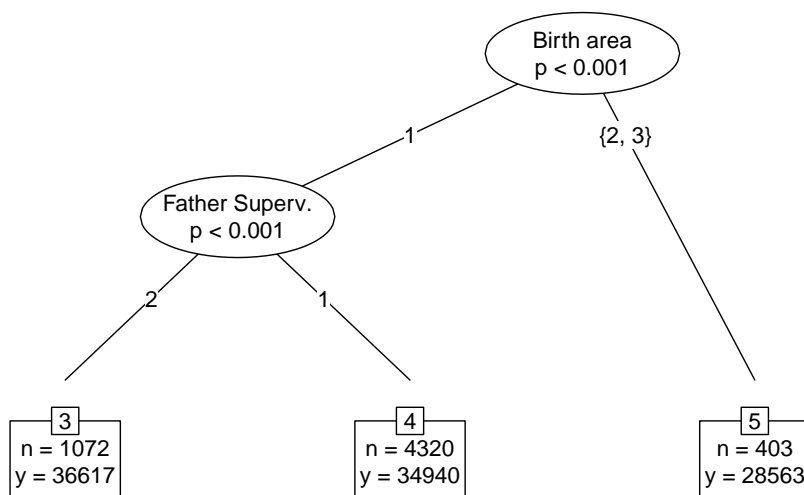 Birth area
p < 0.001
1
{2, 3}
Father Superv.
p < 0.001
2
1
3
n = 1072
y = 36617
4
n = 4320
y = 34940
5
n = 403
y = 28563